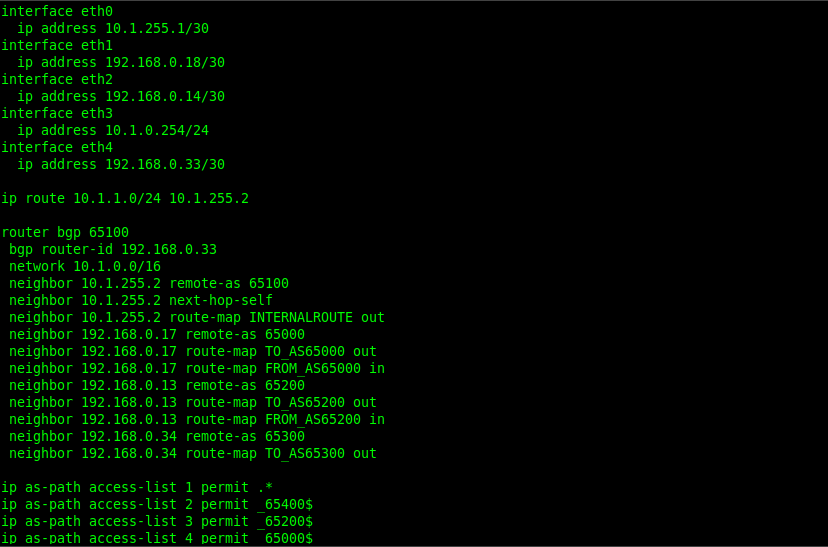 interface eth0
  ip address 10.1.255.1/30
interface eth1
  ip address 192.168.0.18/30
interface eth2
  ip address 192.168.0.14/30
interface eth3
  ip address 10.1.0.254/24
interface eth4
  ip address 192.168.0.33/30

ip route 10.1.1.0/24 10.1.255.2

router bgp 65100
 bgp router-id 192.168.0.33
 network 10.1.0.0/16
 neighbor 10.1.255.2 remote-as 65100
 neighbor 10.1.255.2 next-hop-self
 neighbor 10.1.255.2 route-map INTERNALROUTE out
 neighbor 192.168.0.17 remote-as 65000
 neighbor 192.168.0.17 route-map TO_AS65000 out
 neighbor 192.168.0.17 route-map FROM_AS65000 in
 neighbor 192.168.0.13 remote-as 65200
 neighbor 192.168.0.13 route-map TO_AS65200 out
 neighbor 192.168.0.13 route-map FROM_AS65200 in
 neighbor 192.168.0.34 remote-as 65300
 neighbor 192.168.0.34 route-map TO_AS65300 out

ip as-path access-list 1 permit .*
ip as-path access-list 2 permit _65400$
ip as-path access-list 3 permit _65200$
ip as-path access-list 4 permit _65000$